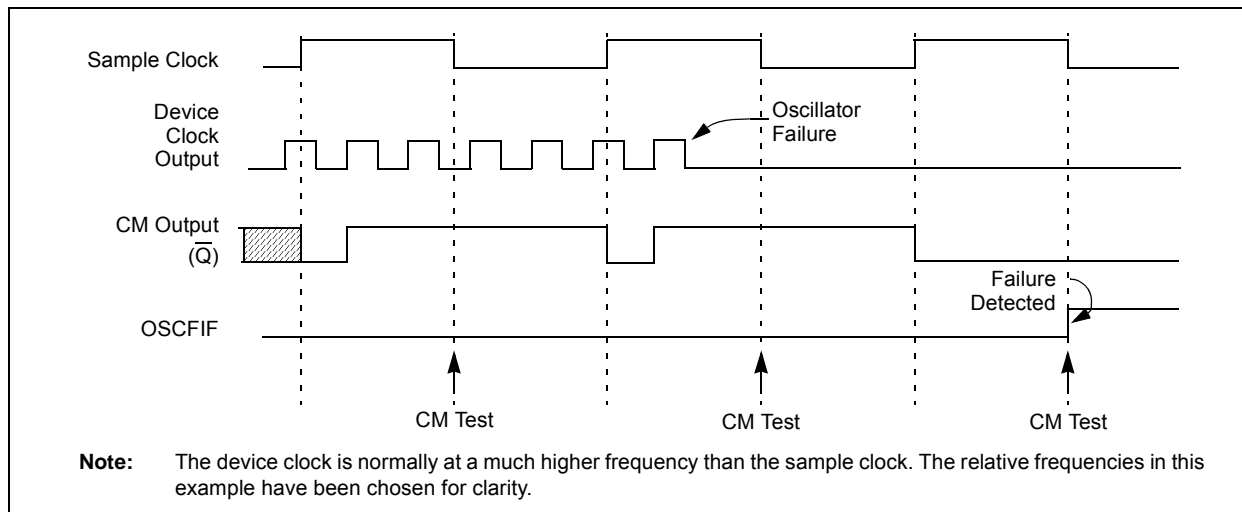 Sample Clock
Device
Clock
Output
Oscillator
Failure
CM Output
(Q̅)
Failure
Detected
OSCFIF
CM Test
CM Test
CM Test
Note: The device clock is normally at a much higher frequency than the sample clock. The relative frequencies in this
example have been chosen for clarity.